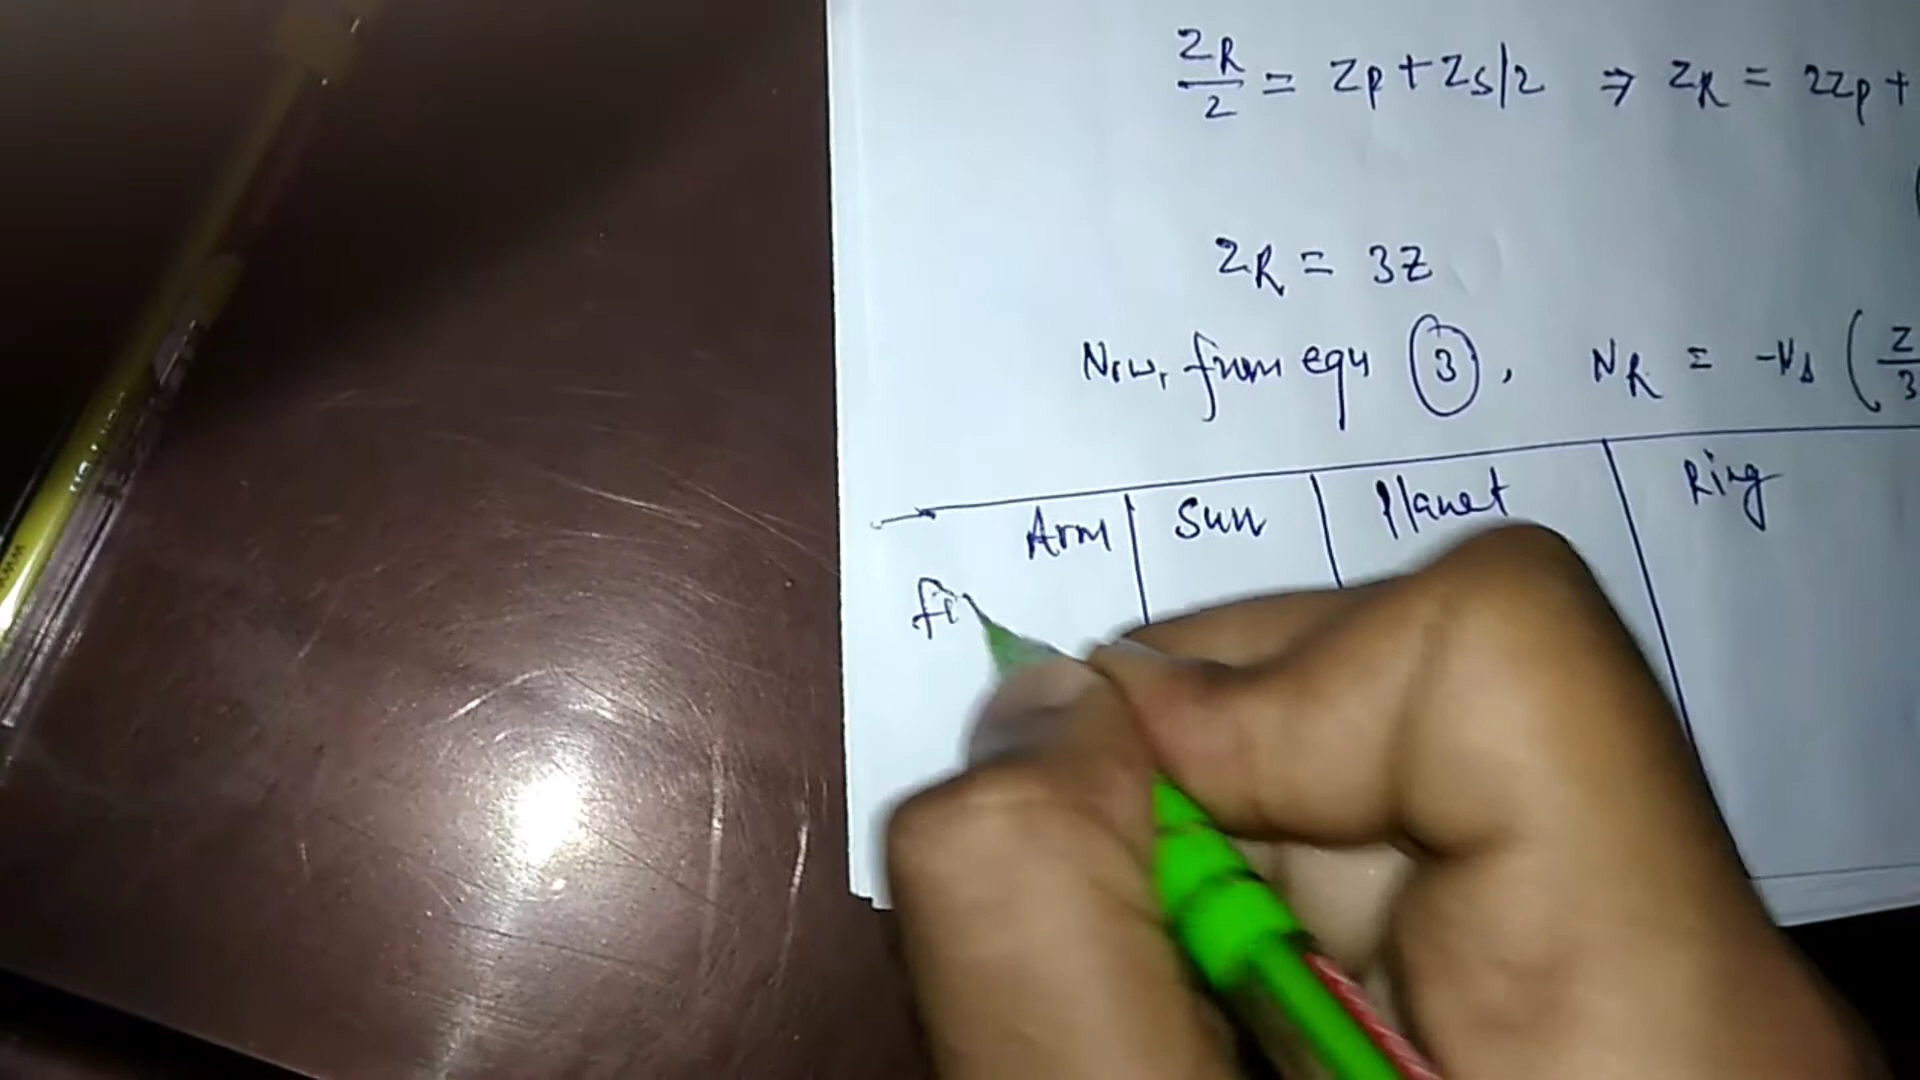 ZR/2 = ZP + ZS/2 ⇒ ZR = 2ZP +
ZR = 3Z
Now, from eqn 3, NR = -Ns (Z/3
Arm Sun Planet Ring
fi